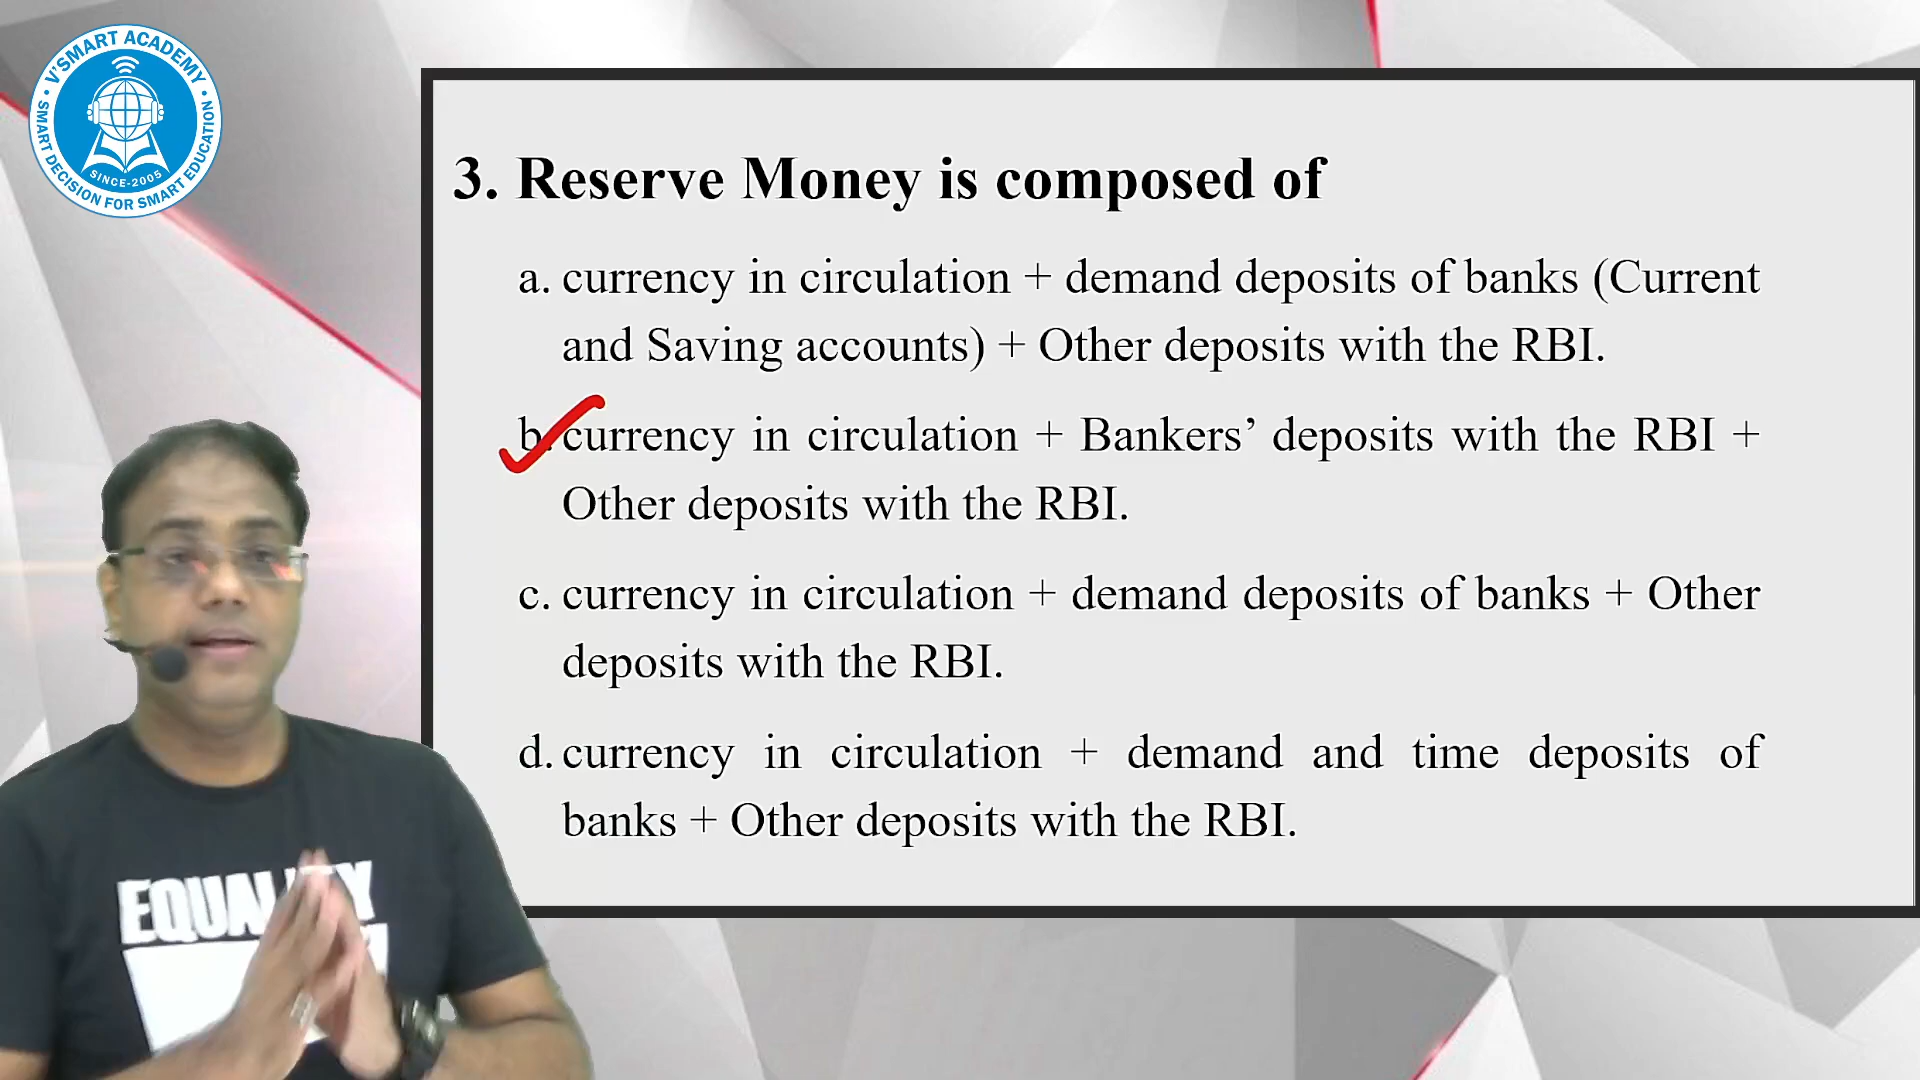 V'SMART ACADEMY
SMART DECISION FOR SMART EDUCATION
SINCE-2005
3. Reserve Money is composed of
a. currency in circulation + demand deposits of banks (Current
and Saving accounts) + Other deposits with the RBI.
b. currency in circulation + Bankers’ deposits with the RBI +
Other deposits with the RBI.
c. currency in circulation + demand deposits of banks + Other
deposits with the RBI.
d. currency in circulation + demand and time deposits of
banks + Other deposits with the RBI.